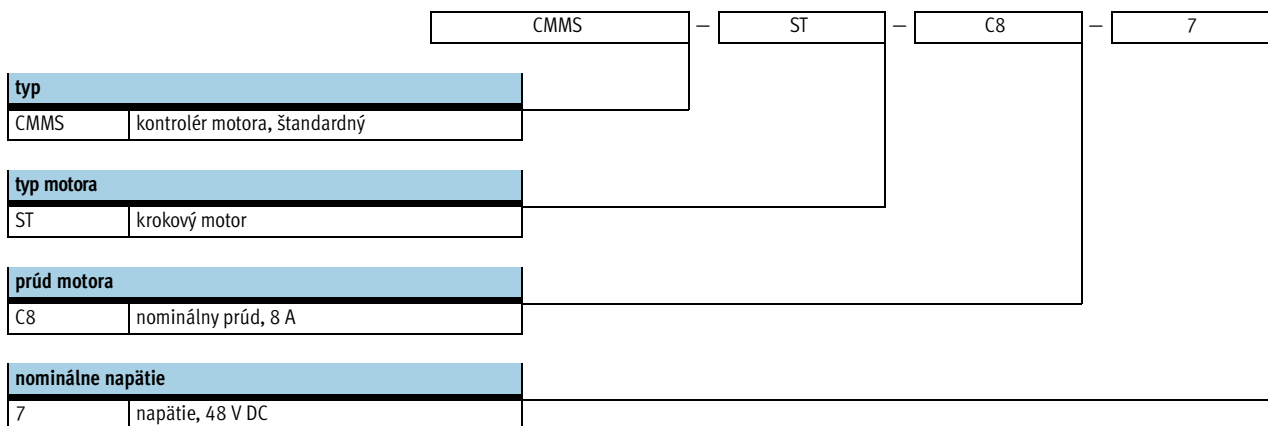 CMMS – ST – C8 – 7
typ
CMMS kontrolér motora, štandardný
typ motora
ST krokový motor
prúd motora
C8 nominálny prúd, 8 A
nominálne napätie
7 napätie, 48 V DC